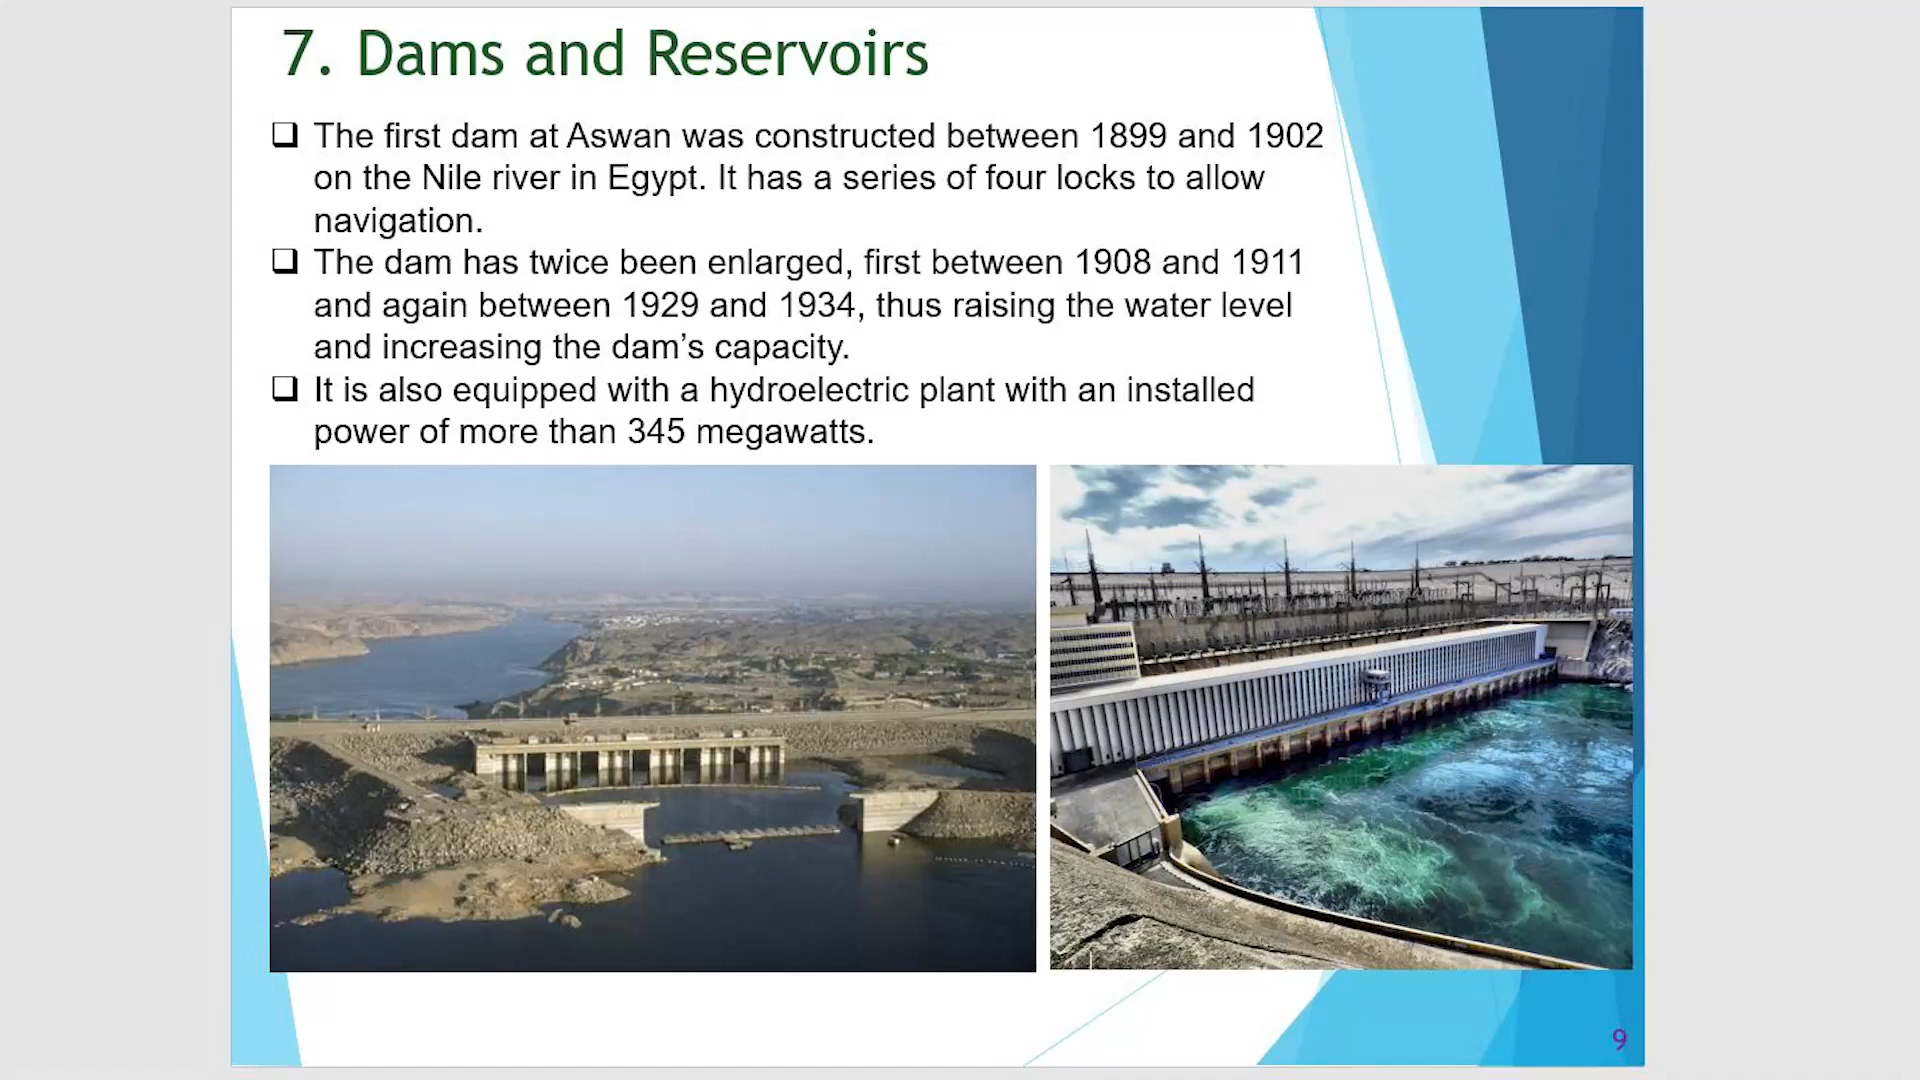 7. Dams and Reservoirs
The first dam at Aswan was constructed between 1899 and 1902
on the Nile river in Egypt. It has a series of four locks to allow
navigation.
The dam has twice been enlarged, first between 1908 and 1911
and again between 1929 and 1934, thus raising the water level
and increasing the dam’s capacity.
It is also equipped with a hydroelectric plant with an installed
power of more than 345 megawatts.
9